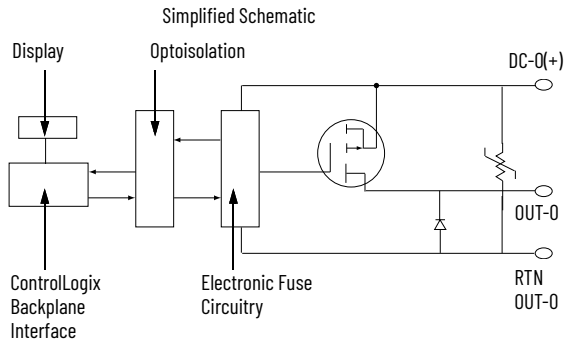 Simplified Schematic
Display
Optoisolation
DC-0(+)
OUT-0
RTN
OUT-0
ControlLogix
Backplane
Interface
Electronic Fuse
Circuitry